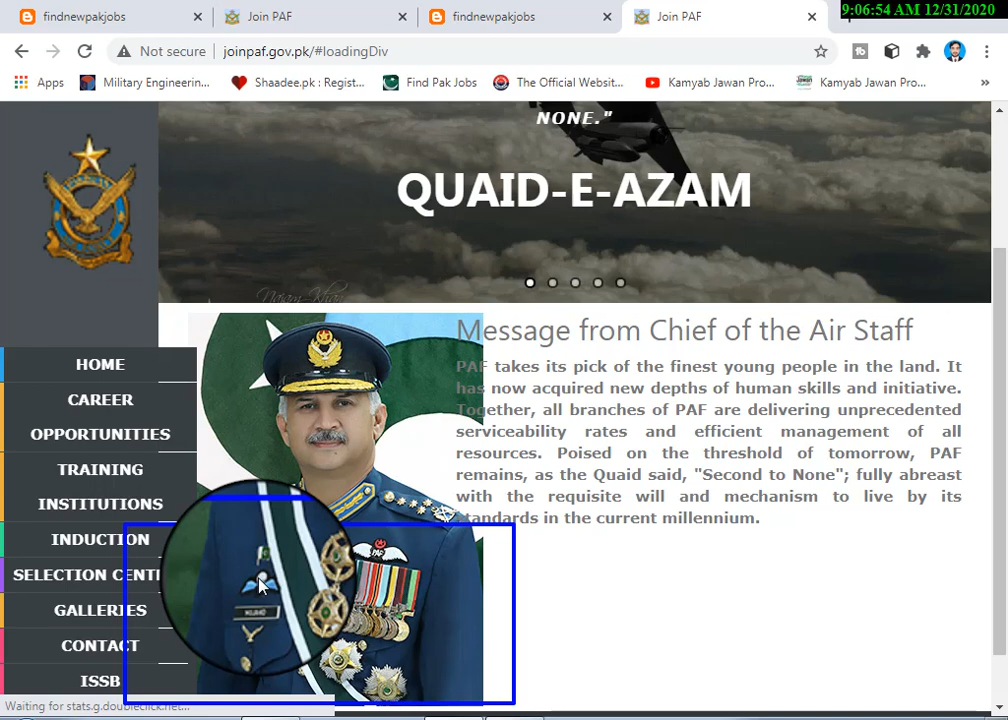 findnewpakjobs
Join PAF
findnewpakjobs
Join PAF
9:06:54 AM 12/31/2020
Not secure
joinpaf.gov.pk/#loadingDiv
Apps
Military Engineerin...
Shaadee.pk : Regist...
Find Pak Jobs
The Official Websit...
Kamyab Jawan Pro...
Kamyab Jawan Pro...
NONE."
QUAID-E-AZAM
HOME
CAREER
OPPORTUNITIES
TRAINING
INSTITUTIONS
INDUCTION
SELECTION CENT
GALLERIES
CONTACT
ISSB
Message from Chief of the Air Staff
PAF takes its pick of the finest young people in the land. It
has now acquired new depths of human skills and initiative.
Together, all branches of PAF are delivering unprecedented
serviceability rates and efficient management of all
resources. Poised on the threshold of tomorrow, PAF
remains, as the Quaid said, "Second to None"; fully abreast
with the requisite will and mechanism to live by its
standards in the current millennium.
PAF
Waiting for stats.g.doubleclick.net...